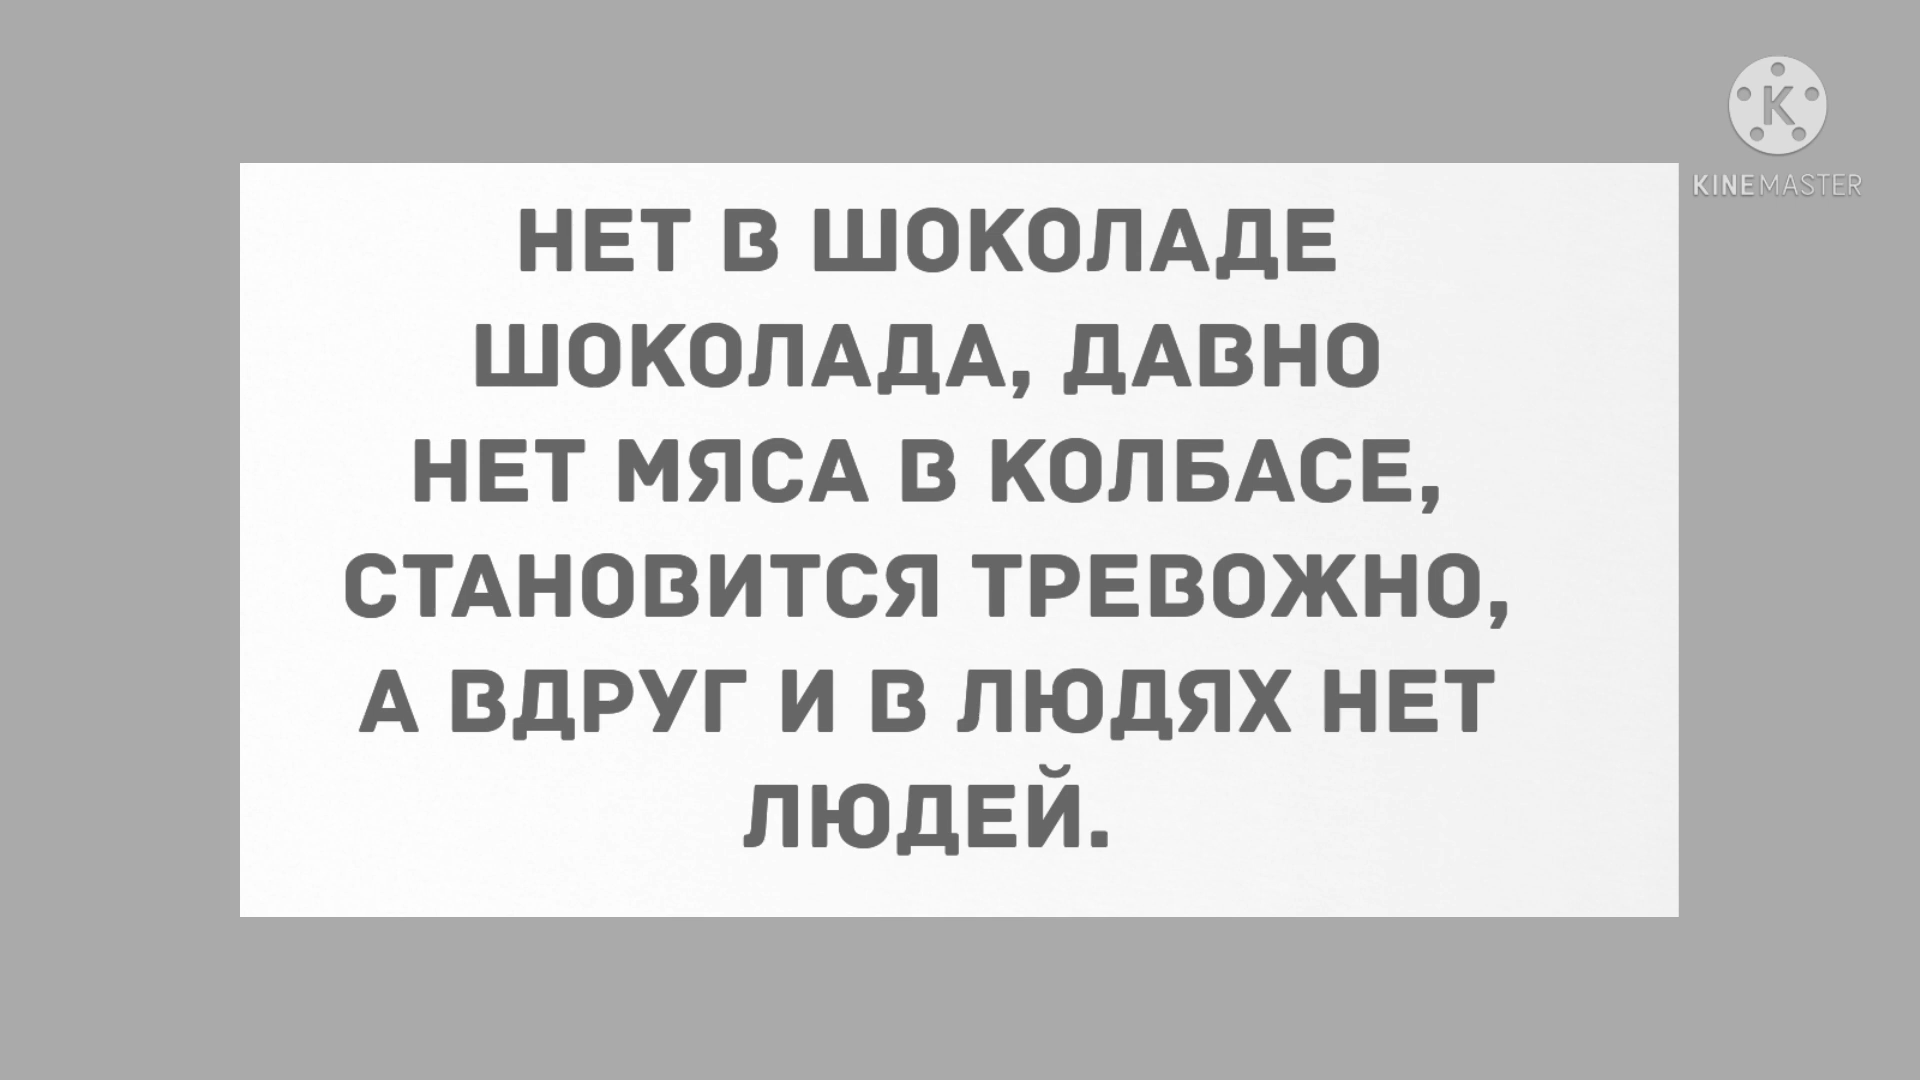 НЕТ В ШОКОЛАДЕ
ШОКОЛАДА, ДАВНО
НЕТ МЯСА В КОЛБАСЕ,
СТАНОВИТСЯ ТРЕВОЖНО,
А ВДРУГ И В ЛЮДЯХ НЕТ
ЛЮДЕЙ.
K
KINEMASTER